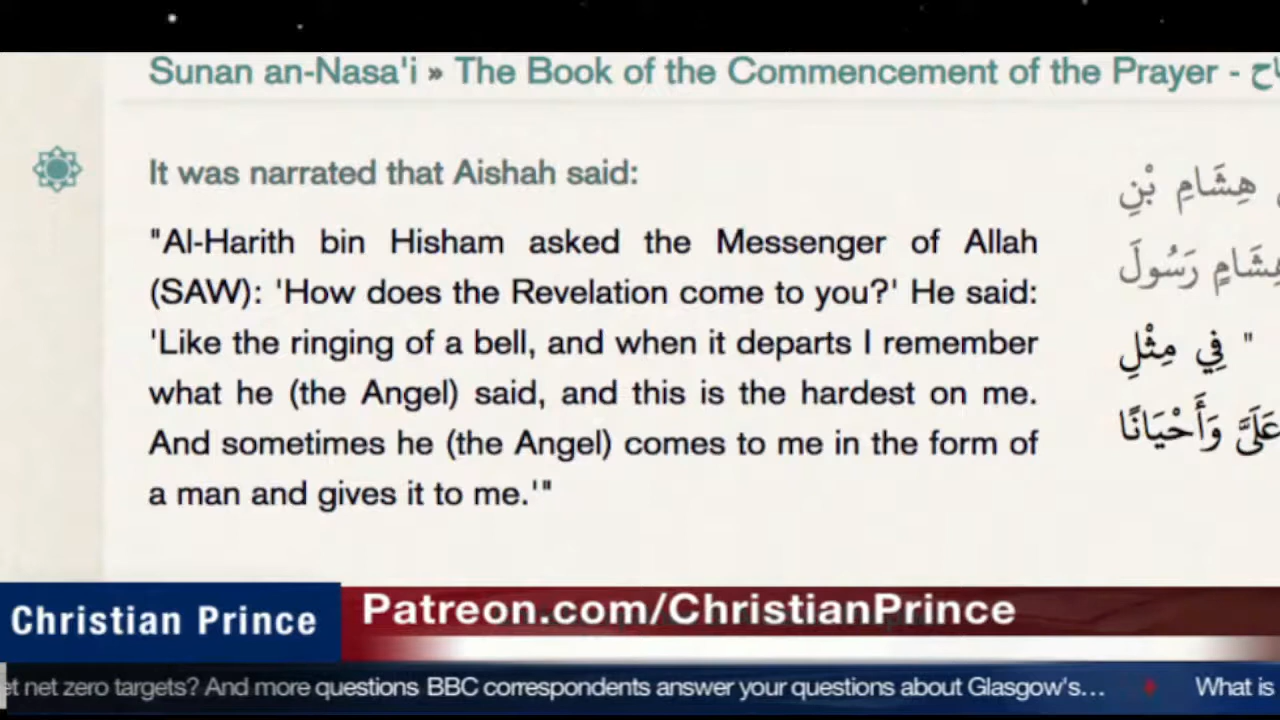 Sunan an-Nasa'i » The Book of the Commencement of the Prayer -
It was narrated that Aishah said:
"Al-Harith bin Hisham asked the Messenger of Allah
(SAW): 'How does the Revelation come to you?' He said:
'Like the ringing of a bell, and when it departs I remember
what he (the Angel) said, and this is the hardest on me.
And sometimes he (the Angel) comes to me in the form of
a man and gives it to me.'"
هِشَامِ بْنِ
رَسُولَ
" فِي مِثْلِ
عَلَىَّ وَأَحْيَانًا
Christian Prince
Patreon.com/ChristianPrince
net zero targets? And more questions BBC correspondents answer your questions about Glasgow's... What is